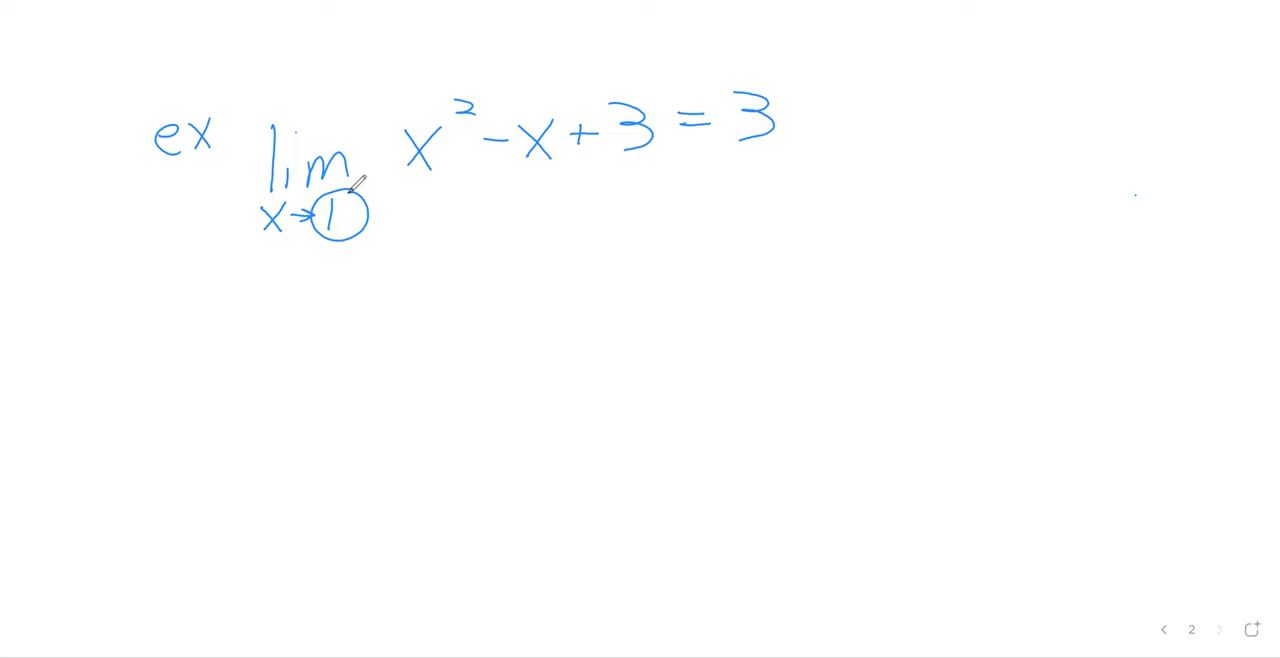 ex lim x² - x + 3 = 3
x → 1
2